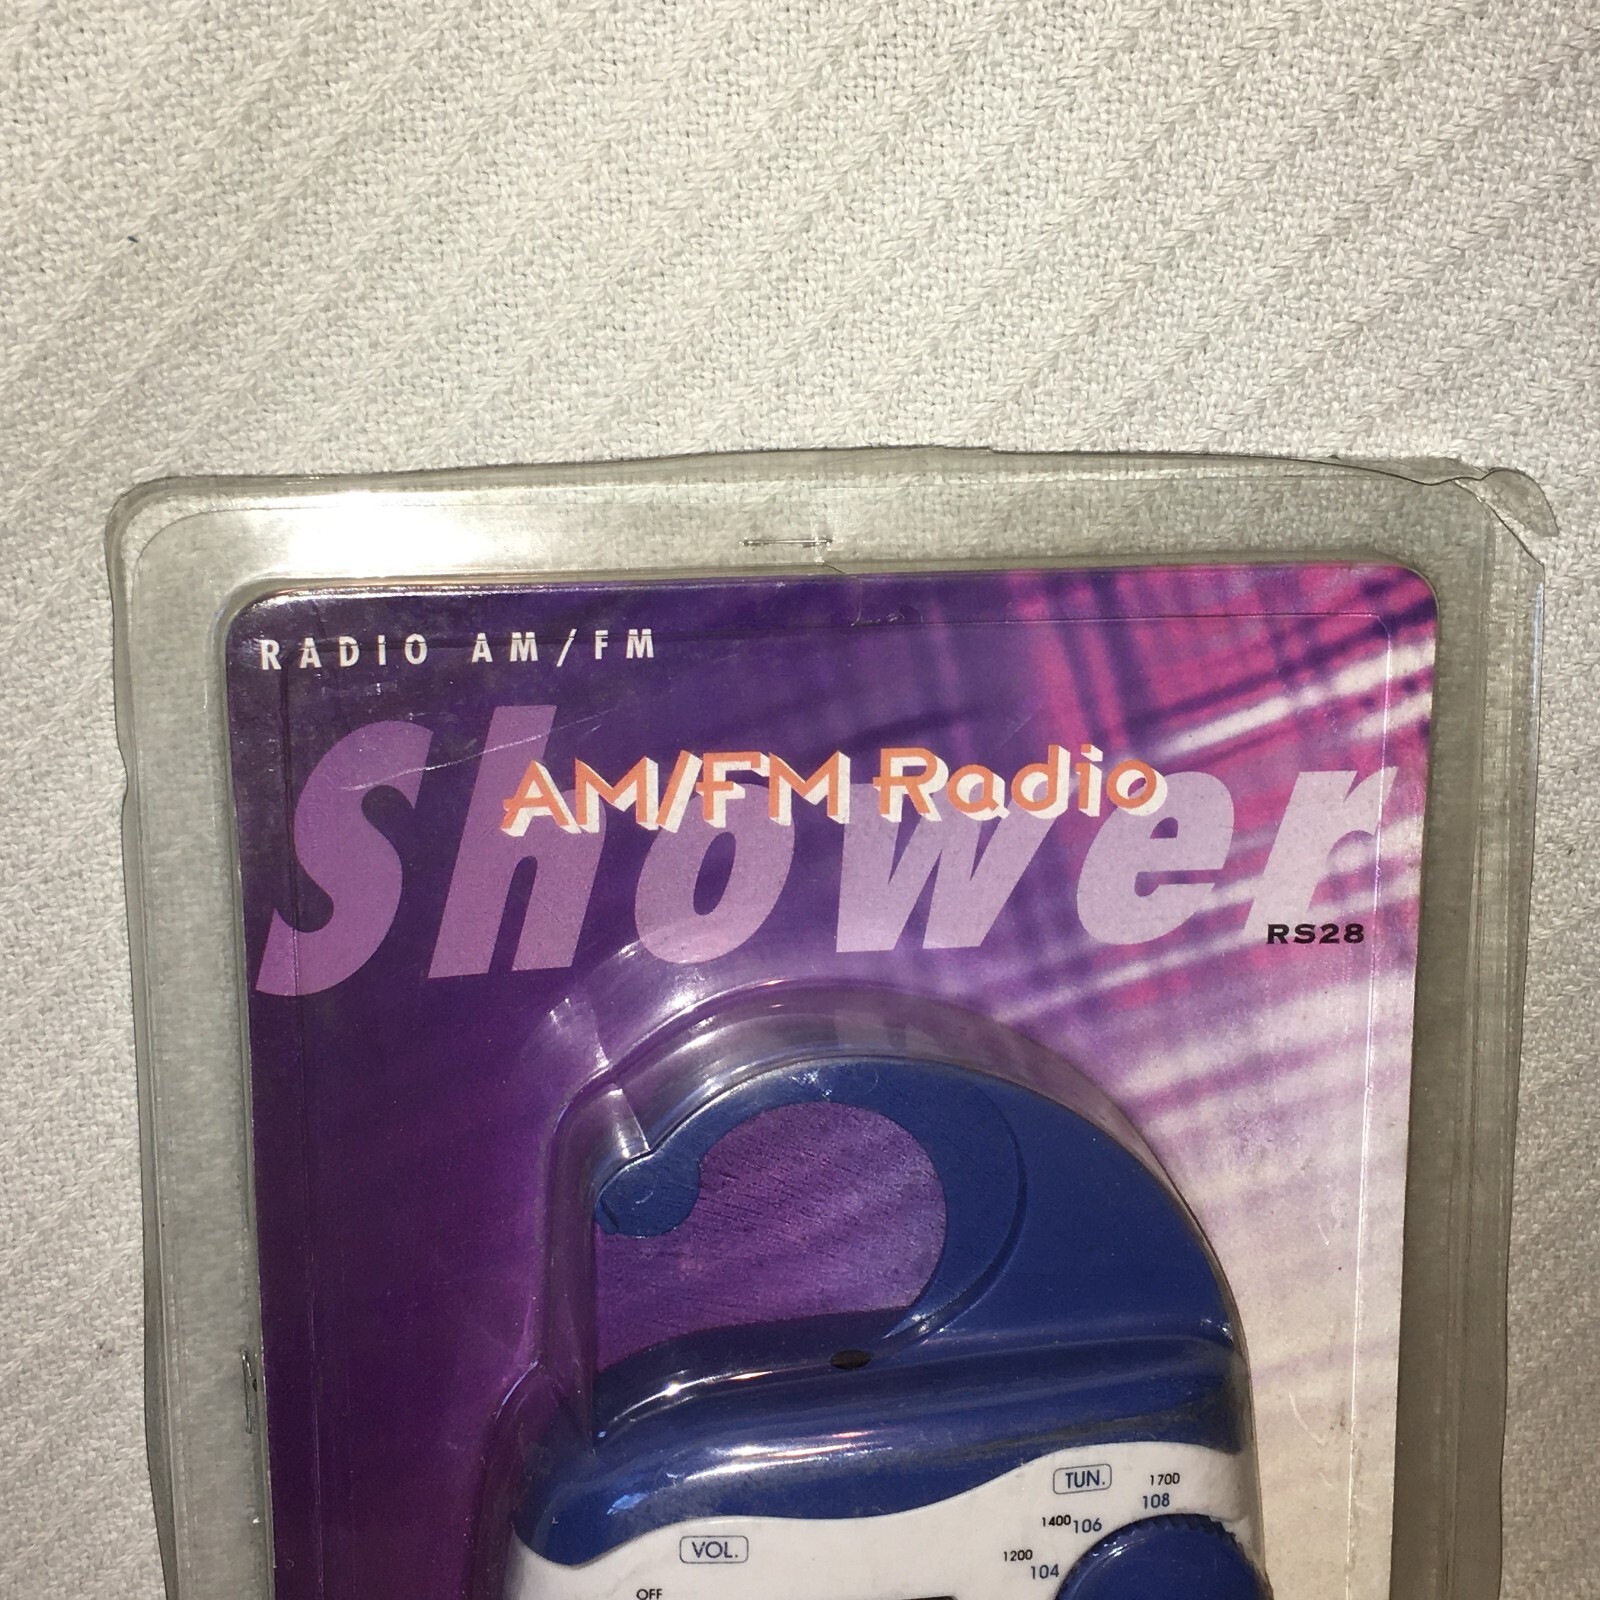 RADIO AM/FM
Shower
AM/FM Radio
RS28
TUN.
1700
108
1400 106
1200
104
VOL.
OFF